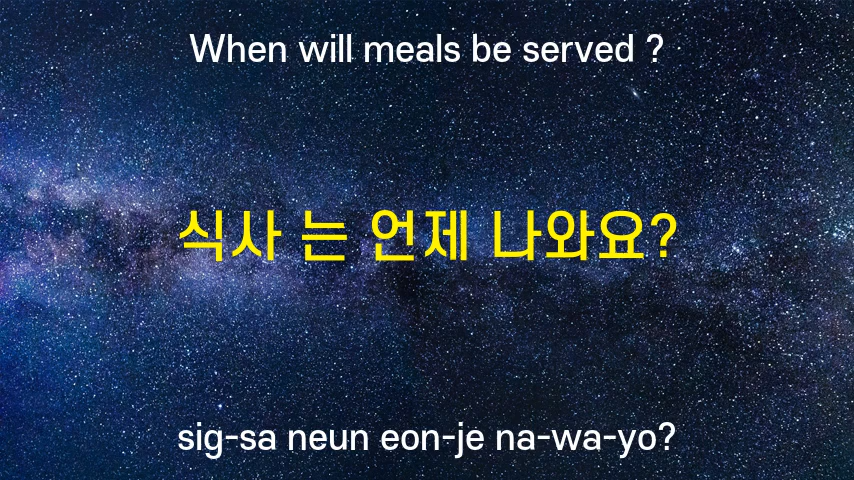 When will meals be served ?
식사 는 언제 나와요?
sig-sa neun eon-je na-wa-yo?